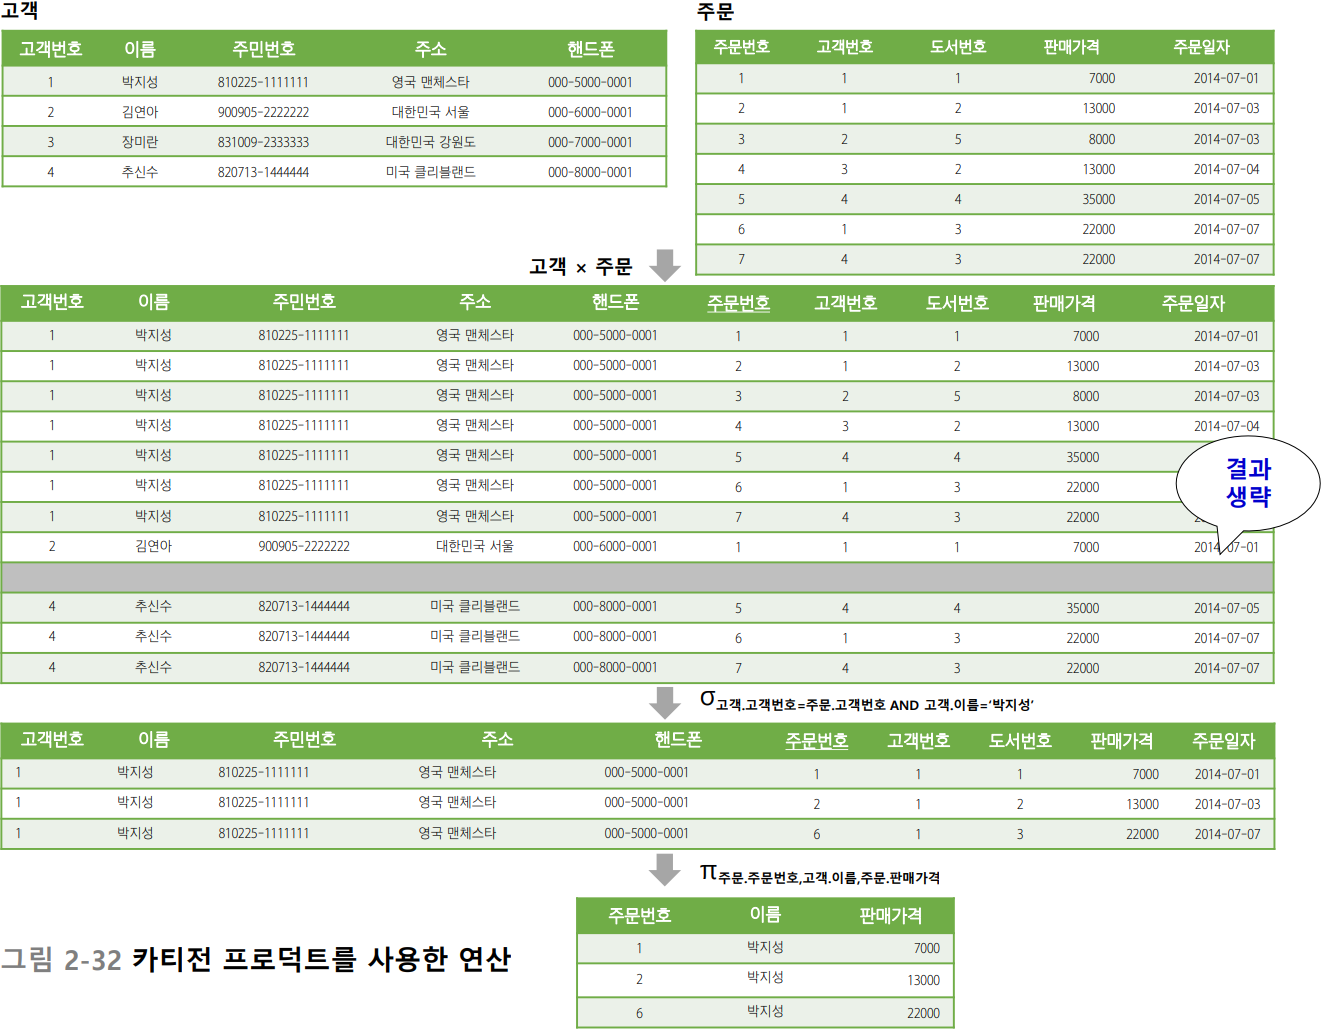 고객
고객번호 이름 주민번호 주소 핸드폰
1 박지성 810225-1111111 영국 맨체스타 000-5000-0001
2 김연아 900905-2222222 대한민국 서울 000-6000-0001
3 장미란 831009-2333333 대한민국 강원도 000-7000-0001
4 추신수 820713-1444444 미국 클리블랜드 000-8000-0001
주문
주문번호 고객번호 도서번호 판매가격 주문일자
1 1 1 7000 2014-07-01
2 1 2 13000 2014-07-03
3 2 5 8000 2014-07-03
4 3 2 13000 2014-07-04
5 4 4 35000 2014-07-05
6 1 3 22000 2014-07-07
7 4 3 22000 2014-07-07
고객 × 주문
고객번호 이름 주민번호 주소 핸드폰 주문번호 고객번호 도서번호 판매가격 주문일자
1 박지성 810225-1111111 영국 맨체스타 000-5000-0001 1 1 1 7000 2014-07-01
1 박지성 810225-1111111 영국 맨체스타 000-5000-0001 2 1 2 13000 2014-07-03
1 박지성 810225-1111111 영국 맨체스타 000-5000-0001 3 2 5 8000 2014-07-03
1 박지성 810225-1111111 영국 맨체스타 000-5000-0001 4 3 2 13000 2014-07-04
1 박지성 810225-1111111 영국 맨체스타 000-5000-0001 5 4 4 35000
1 박지성 810225-1111111 영국 맨체스타 000-5000-0001 6 1 3 22000
1 박지성 810225-1111111 영국 맨체스타 000-5000-0001 7 4 3 22000
2 김연아 900905-2222222 대한민국 서울 000-6000-0001 1 1 1 7000 2014-07-01
결과
생략
4 추신수 820713-1444444 미국 클리블랜드 000-8000-0001 5 4 4 35000 2014-07-05
4 추신수 820713-1444444 미국 클리블랜드 000-8000-0001 6 1 3 22000 2014-07-07
4 추신수 820713-1444444 미국 클리블랜드 000-8000-0001 7 4 3 22000 2014-07-07
σ고객.고객번호=주문.고객번호 AND 고객.이름=‘박지성’
고객번호 이름 주민번호 주소 핸드폰 주문번호 고객번호 도서번호 판매가격 주문일자
1 박지성 810225-1111111 영국 맨체스타 000-5000-0001 1 1 1 7000 2014-07-01
1 박지성 810225-1111111 영국 맨체스타 000-5000-0001 2 1 2 13000 2014-07-03
1 박지성 810225-1111111 영국 맨체스타 000-5000-0001 6 1 3 22000 2014-07-07
π주문.주문번호,고객.이름,주문.판매가격
주문번호 이름 판매가격
1 박지성 7000
2 박지성 13000
6 박지성 22000
그림 2-32 카티전 프로덕트를 사용한 연산